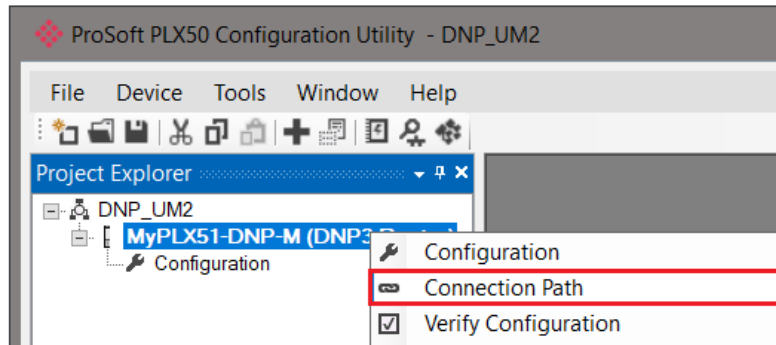 ProSoft PLX50 Configuration Utility - DNP_UM2
File Device Tools Window Help
Project Explorer
DNP_UM2
MyPLX51-DNP-M (DNP3
Configuration
Configuration
Connection Path
Verify Configuration